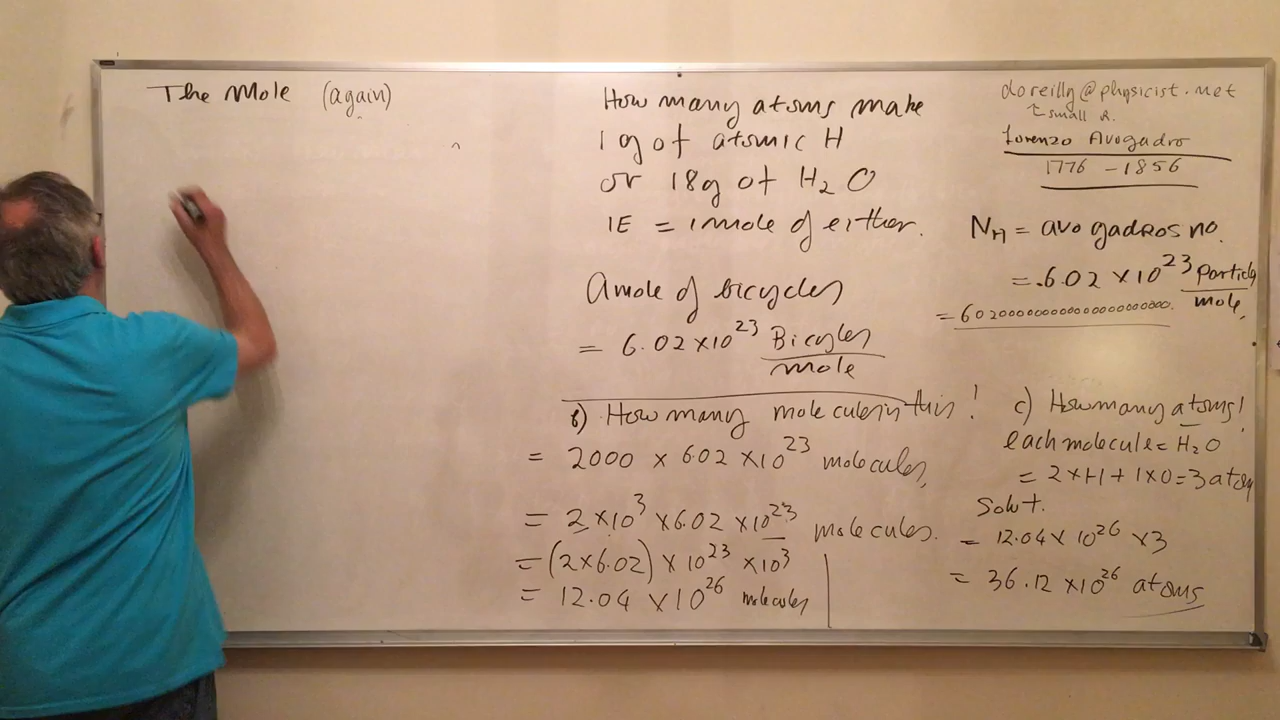 The Mole (again)
How many atoms make
1 g of atomic H
or 18g of H2O
IE = 1 mole of either.
A mole of bicycles
= 6.02 ×10^23 Bicycles / mole
b) How many molecules in this!
= 2000 × 6.02 ×10^23 molecules,
= 2 ×10^3 ×6.02 ×10^23 molecules.
= (2×6.02) ×10^23 ×10^3
= 12.04 ×10^26 molecules
doreilly@physicist.net
↑ small R.
Lorenzo Avogadro
1776 – 1856
= avogadros no.
= .6.02 ×10^23 Particles / mole,
= 602000000000000000000000.
c) How many atoms!
each molecule = H2O
= 2×H + 1×O = 3 atoms
Solut.
= 12.04 × 10^26 ×3
= 36.12 ×10^26 atoms